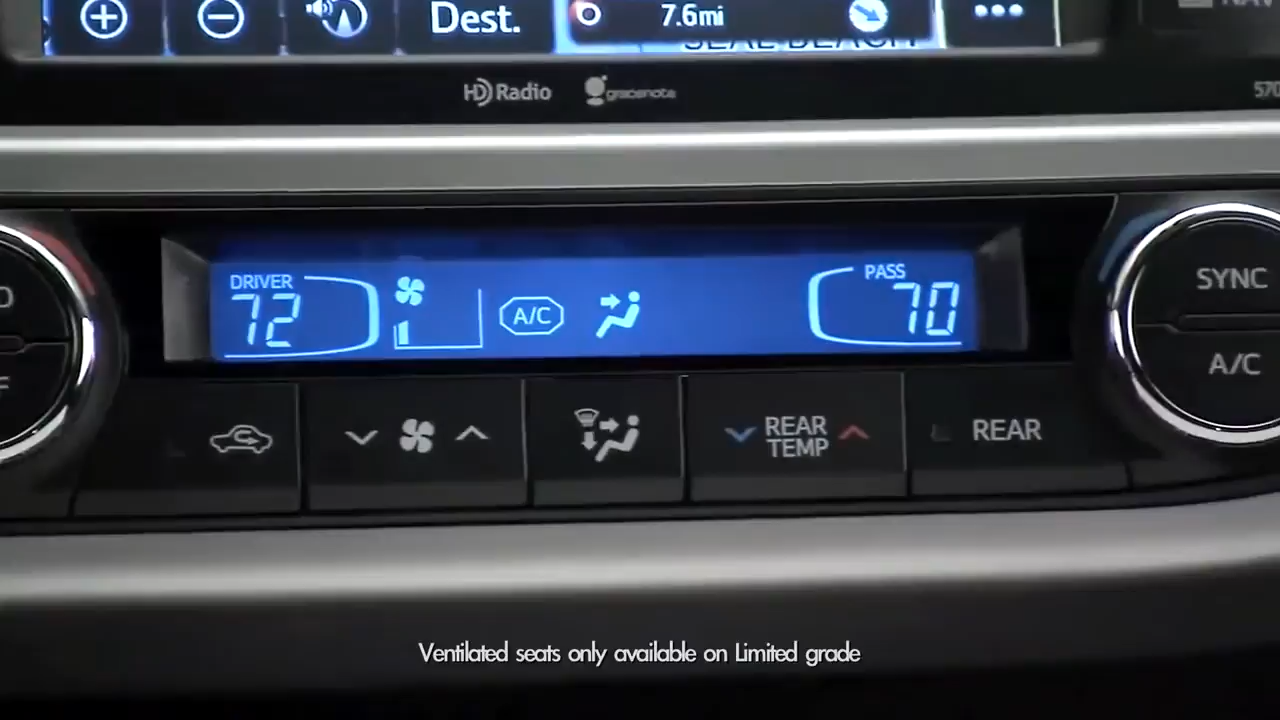 Dest.
7.6mi
SEAL BEACH
HD Radio
gracenote
570
DRIVER
72
A/C
PASS
70
SYNC
A/C
REAR
TEMP
REAR
Ventilated seats only available on Limited grade